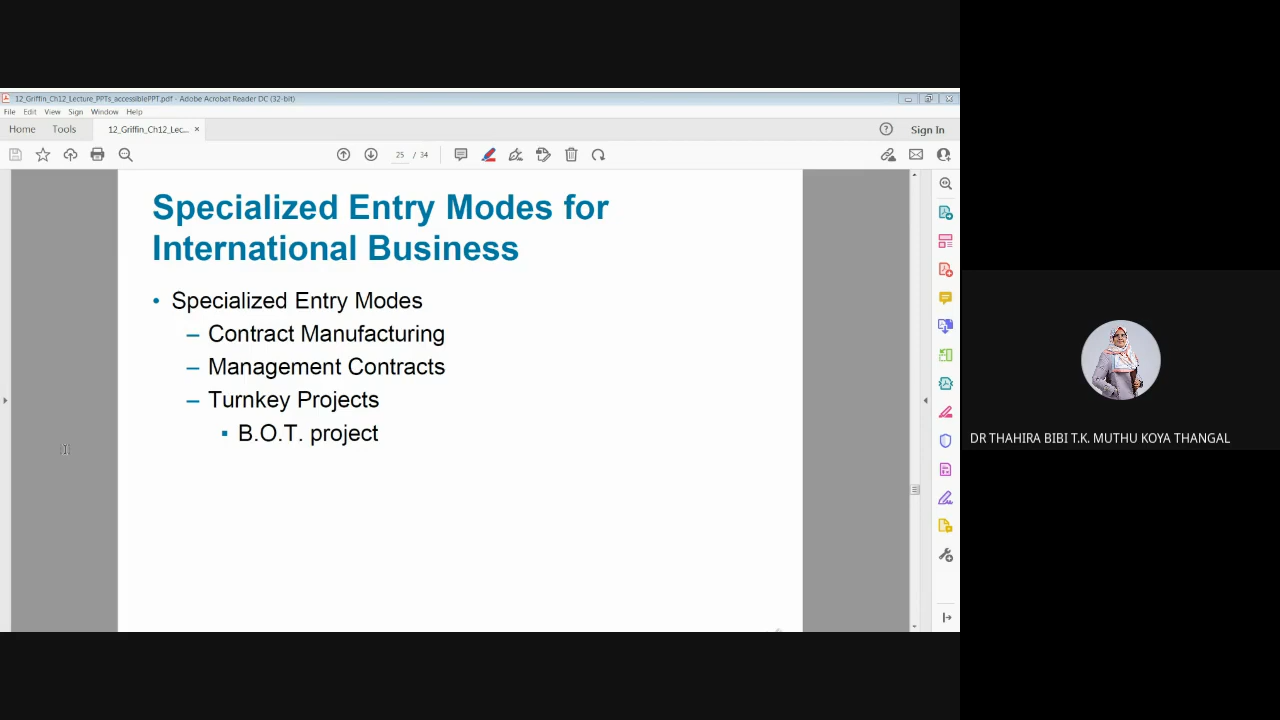 12_Griffin_Ch12_Lecture_PPTs_accessiblePPT.pdf - Adobe Acrobat Reader DC (32-bit)
File Edit View Sign Window Help
Home Tools 12_Griffin_Ch12_Lec... × Sign In
25 / 34
Specialized Entry Modes for
International Business
• Specialized Entry Modes
– Contract Manufacturing
– Management Contracts
– Turnkey Projects
▪ B.O.T. project
DR THAHIRA BIBI T.K. MUTHU KOYA THANGAL